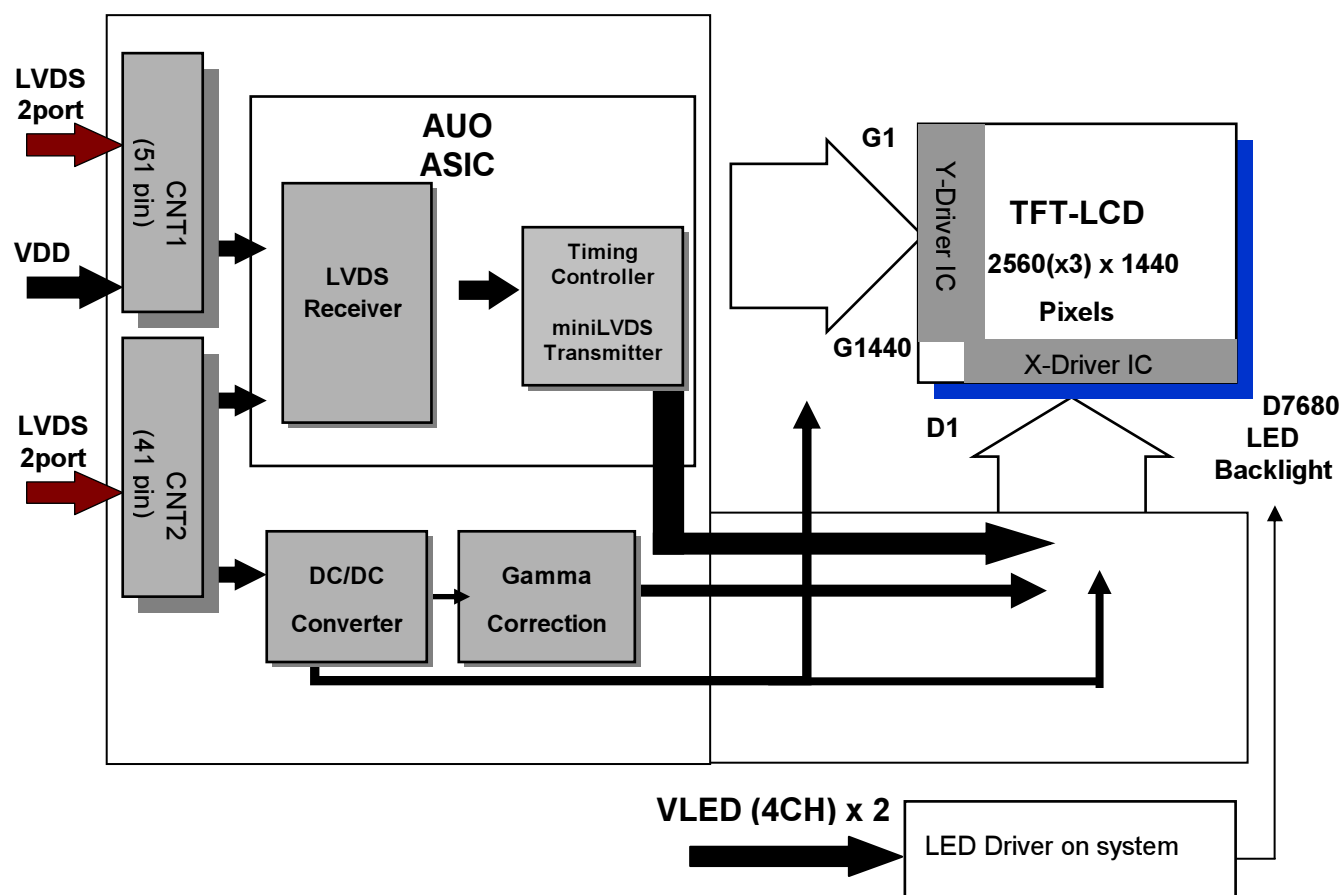 LVDS
2port
CNT1
(51 pin)
VDD
LVDS
2port
CNT2
(41 pin)
AUO
ASIC
LVDS
Receiver
Timing
Controller
miniLVDS
Transmitter
DC/DC
Converter
Gamma
Correction
G1
G1440
Y-Driver IC
TFT-LCD
2560(x3) x 1440
Pixels
X-Driver IC
D1
D7680
LED
Backlight
VLED (4CH) x 2
LED Driver on system